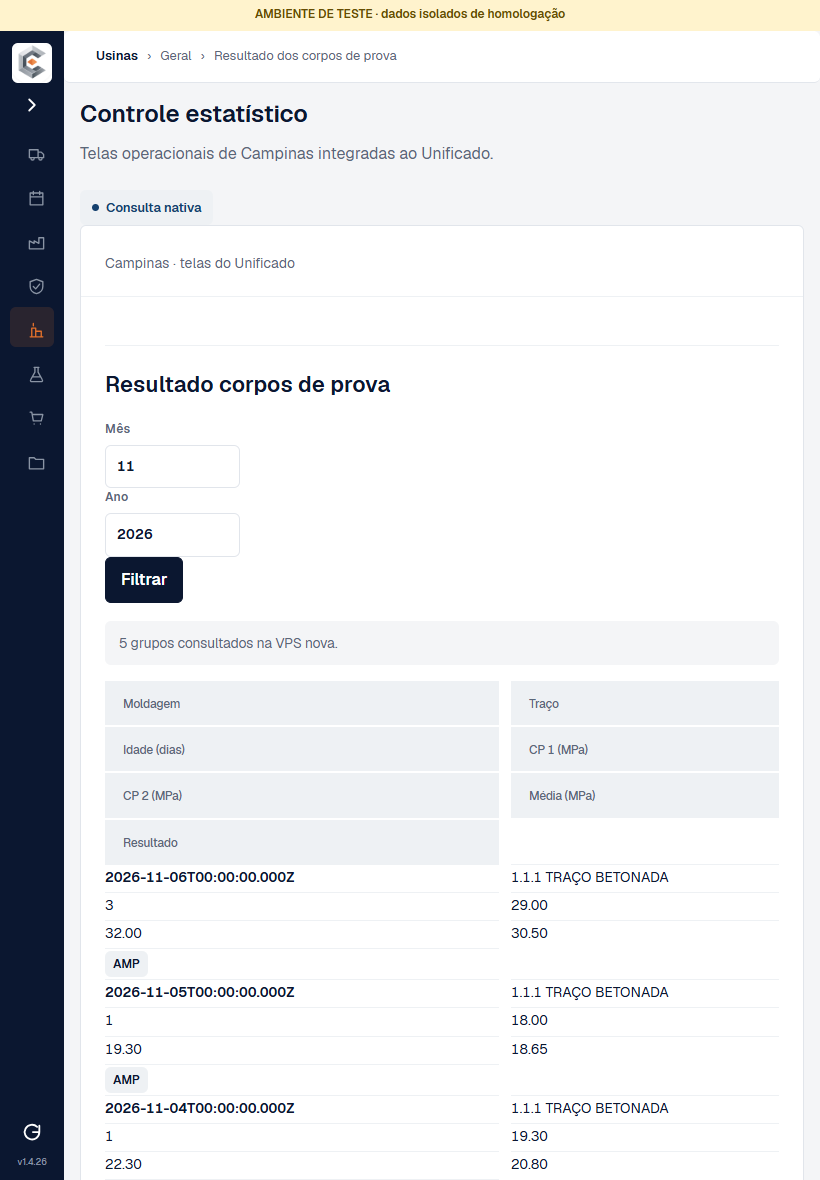 AMBIENTE DE TESTE · dados isolados de homologação
Usinas › Geral › Resultado dos corpos de prova
Controle estatístico
Telas operacionais de Campinas integradas ao Unificado.
Consulta nativa
Campinas · telas do Unificado
Resultado corpos de prova
Mês
11
Ano
2026
Filtrar
5 grupos consultados na VPS nova.
Moldagem Traço
Idade (dias) CP 1 (MPa)
CP 2 (MPa) Média (MPa)
Resultado
2026-11-06T00:00:00.000Z 1.1.1 TRAÇO BETONADA
3 29.00
32.00 30.50
AMP
2026-11-05T00:00:00.000Z 1.1.1 TRAÇO BETONADA
1 18.00
19.30 18.65
AMP
2026-11-04T00:00:00.000Z 1.1.1 TRAÇO BETONADA
1 19.30
22.30 20.80
v1.4.26